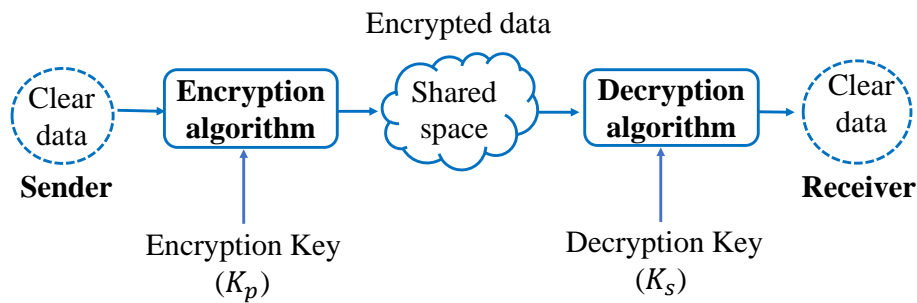 Encrypted data
Clear
data
Encryption
algorithm
Shared
space
Decryption
algorithm
Clear
data
Sender
Receiver
Encryption Key
(K_p)
Decryption Key
(K_s)